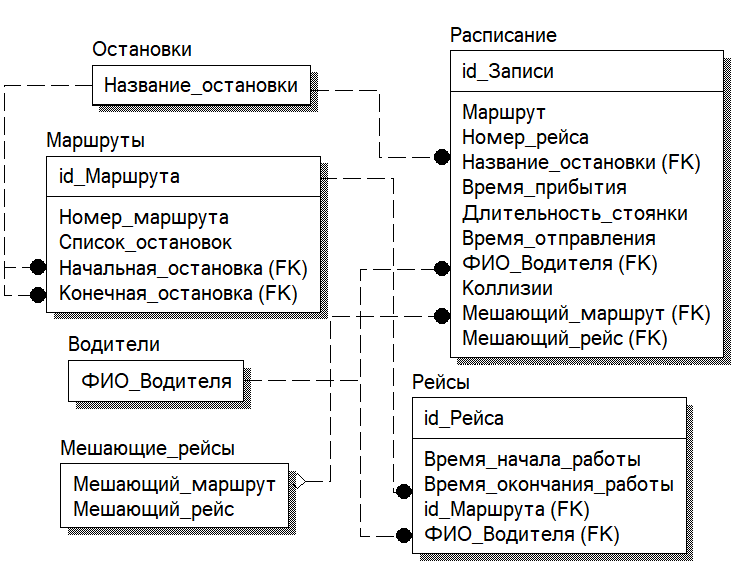 Остановки
Название_остановки
Маршруты
id_Маршрута
Номер_маршрута
Список_остановок
Начальная_остановка (FK)
Конечная_остановка (FK)
Водители
ФИО_Водителя
Мешающие_рейсы
Мешающий_маршрут
Мешающий_рейс
Расписание
id_Записи
Маршрут
Номер_рейса
Название_остановки (FK)
Время_прибытия
Длительность_стоянки
Время_отправления
ФИО_Водителя (FK)
Коллизии
Мешающий_маршрут (FK)
Мешающий_рейс (FK)
Рейсы
id_Рейса
Время_начала_работы
Время_окончания_работы
id_Маршрута (FK)
ФИО_Водителя (FK)